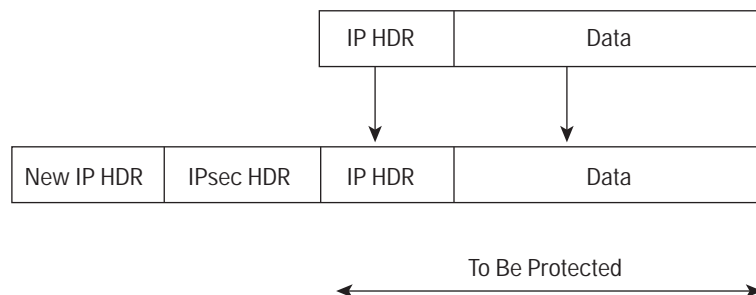 IP HDR Data
New IP HDR IPsec HDR IP HDR Data
To Be Protected